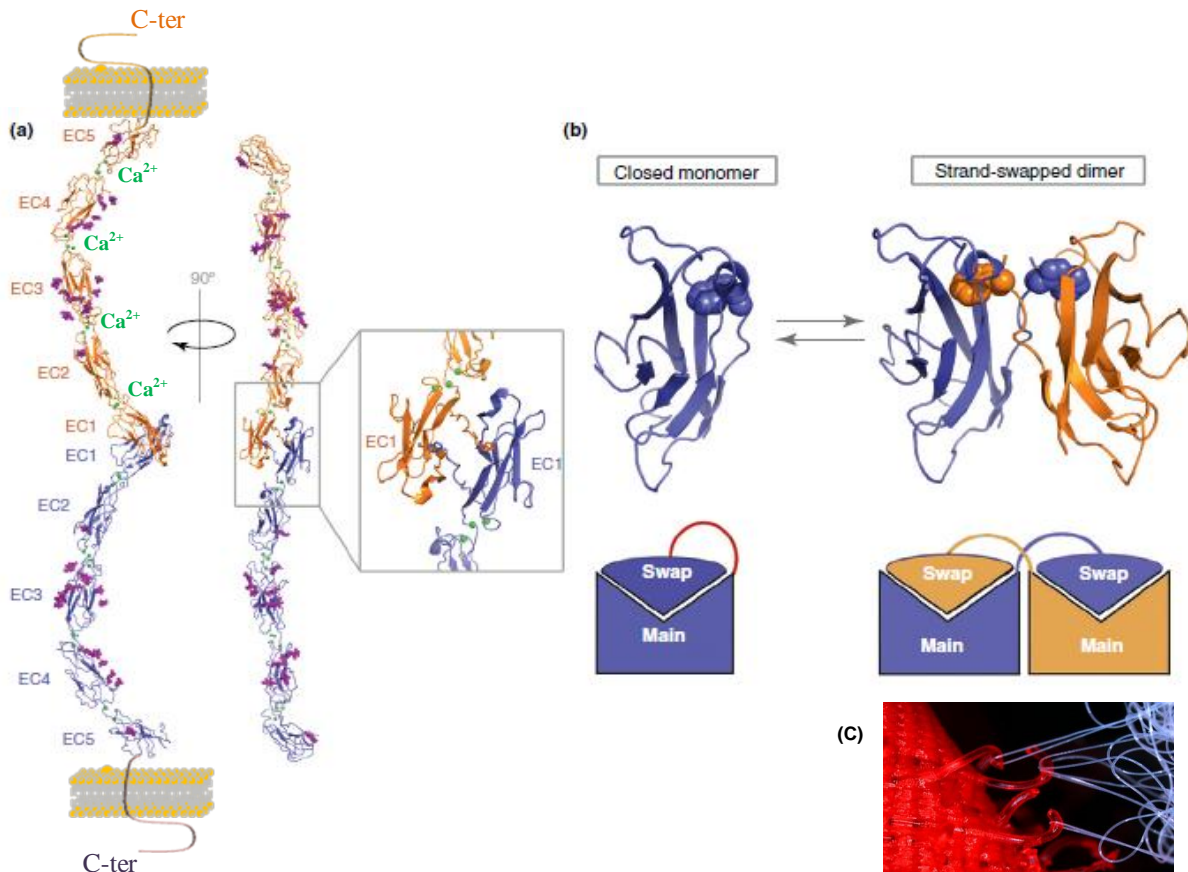 C-ter
(a)
EC5
Ca²⁺
EC4
Ca²⁺
EC3
Ca²⁺
EC2
Ca²⁺
EC1
EC1
EC2
EC3
EC4
EC5
C-ter
90°
EC1
EC1
(b)
Closed monomer
Strand-swapped dimer
Swap
Main
Swap
Swap
Main
Main
(C)